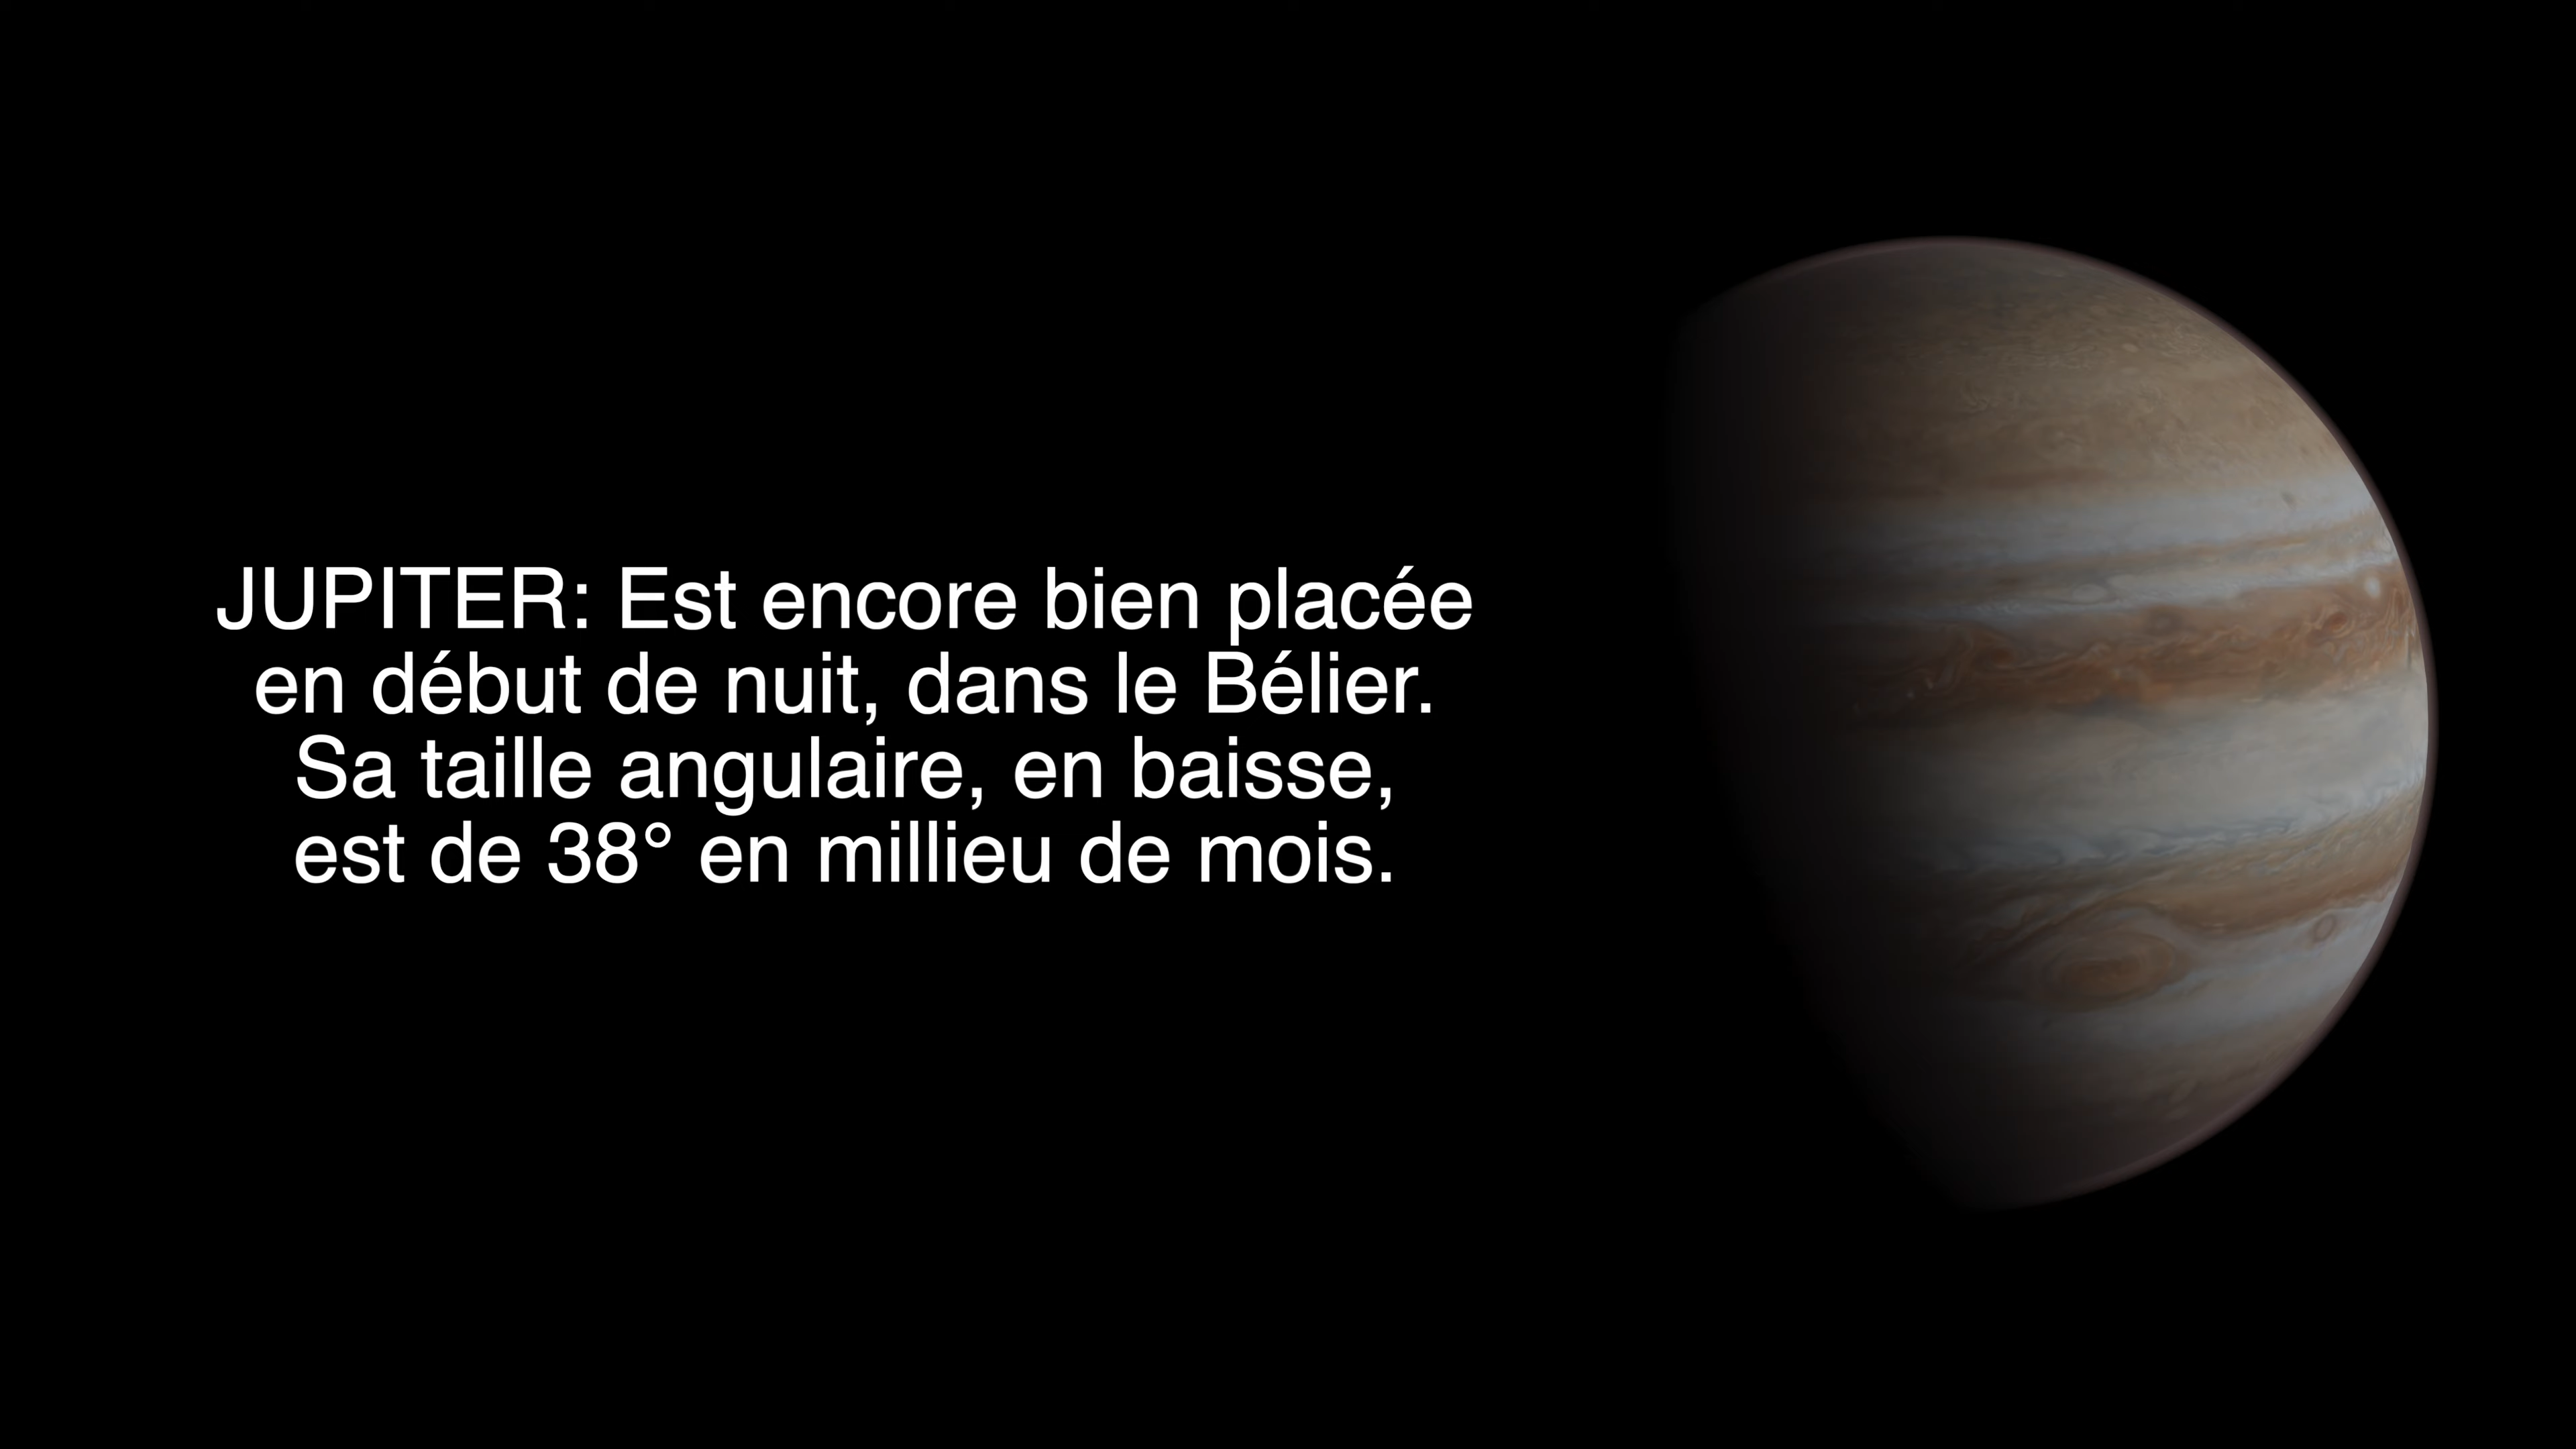 JUPITER: Est encore bien placée
en début de nuit, dans le Bélier.
Sa taille angulaire, en baisse,
est de 38° en millieu de mois.